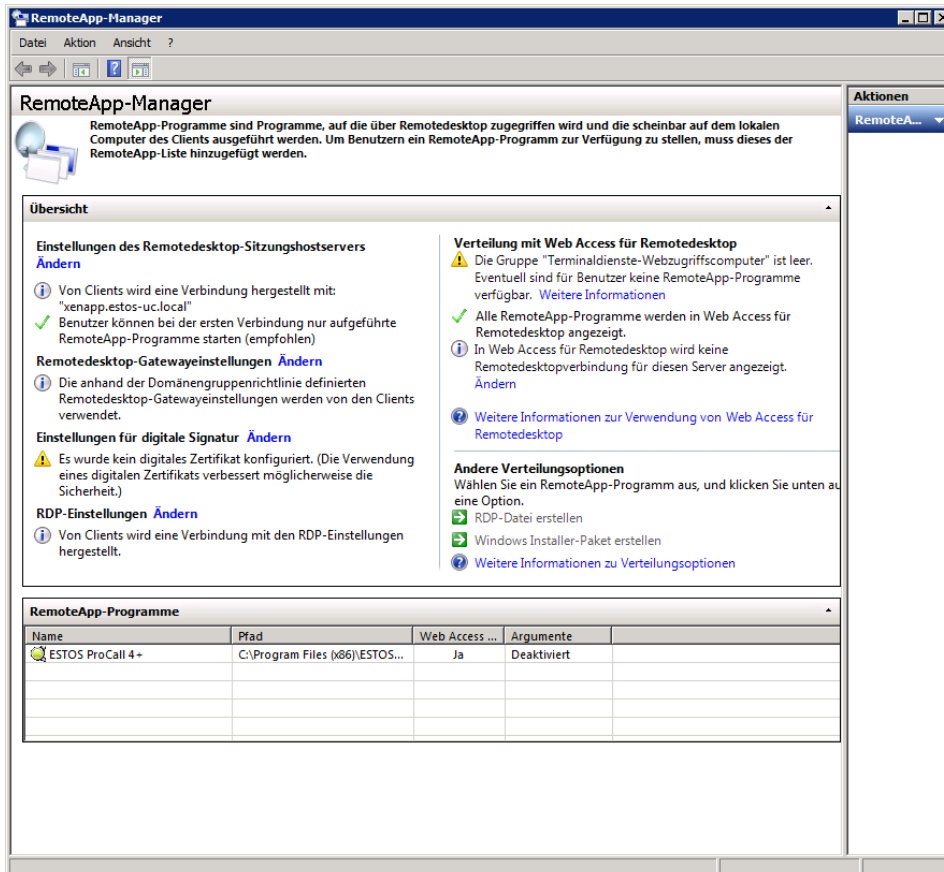 RemoteApp-Manager
Datei Aktion Ansicht ?
RemoteApp-Manager
RemoteApp-Programme sind Programme, auf die über Remotedesktop zugegriffen wird und die scheinbar auf dem lokalen
Computer des Clients ausgeführt werden. Um Benutzern ein RemoteApp-Programm zur Verfügung zu stellen, muss dieses der
RemoteApp-Liste hinzugefügt werden.
Übersicht
Einstellungen des Remotedesktop-Sitzungshostservers
Ändern
Von Clients wird eine Verbindung hergestellt mit:
"xenapp.estos-uc.local"
Benutzer können bei der ersten Verbindung nur aufgeführte
RemoteApp-Programme starten (empfohlen)
Remotedesktop-Gatewayeinstellungen Ändern
Die anhand der Domänengruppenrichtlinie definierten
Remotedesktop-Gatewayeinstellungen werden von den Clients
verwendet.
Einstellungen für digitale Signatur Ändern
Es wurde kein digitales Zertifikat konfiguriert. (Die Verwendung
eines digitalen Zertifikats verbessert möglicherweise die
Sicherheit.)
RDP-Einstellungen Ändern
Von Clients wird eine Verbindung mit den RDP-Einstellungen
hergestellt.
Verteilung mit Web Access für Remotedesktop
Die Gruppe "Terminaldienste-Webzugriffscomputer" ist leer.
Eventuell sind für Benutzer keine RemoteApp-Programme
verfügbar. Weitere Informationen
Alle RemoteApp-Programme werden in Web Access für
Remotedesktop angezeigt.
In Web Access für Remotedesktop wird keine
Remotedesktopverbindung für diesen Server angezeigt.
Ändern
Weitere Informationen zur Verwendung von Web Access für
Remotedesktop
Andere Verteilungsoptionen
Wählen Sie ein RemoteApp-Programm aus, und klicken Sie unten au
eine Option.
RDP-Datei erstellen
Windows Installer-Paket erstellen
Weitere Informationen zu Verteilungsoptionen
RemoteApp-Programme
Name Pfad Web Access ... Argumente
ESTOS ProCall 4+ C:\Program Files (x86)\ESTOS... Ja Deaktiviert
Aktionen
RemoteA...